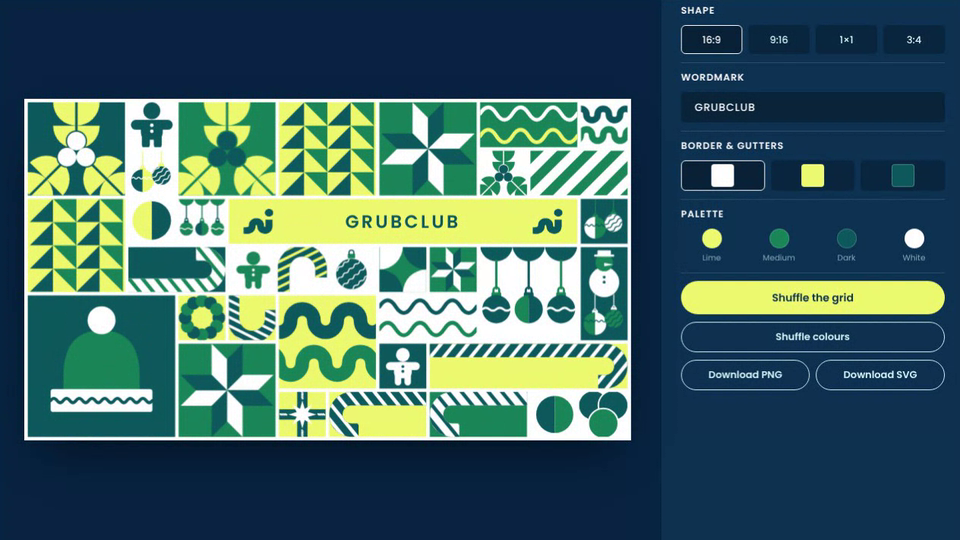 SHAPE
16:9 9:16 1×1 3:4
WORDMARK
GRUBCLUB
BORDER & GUTTERS
PALETTE
Lime Medium Dark White
Shuffle the grid
Shuffle colours
Download PNG Download SVG
GRUBCLUB